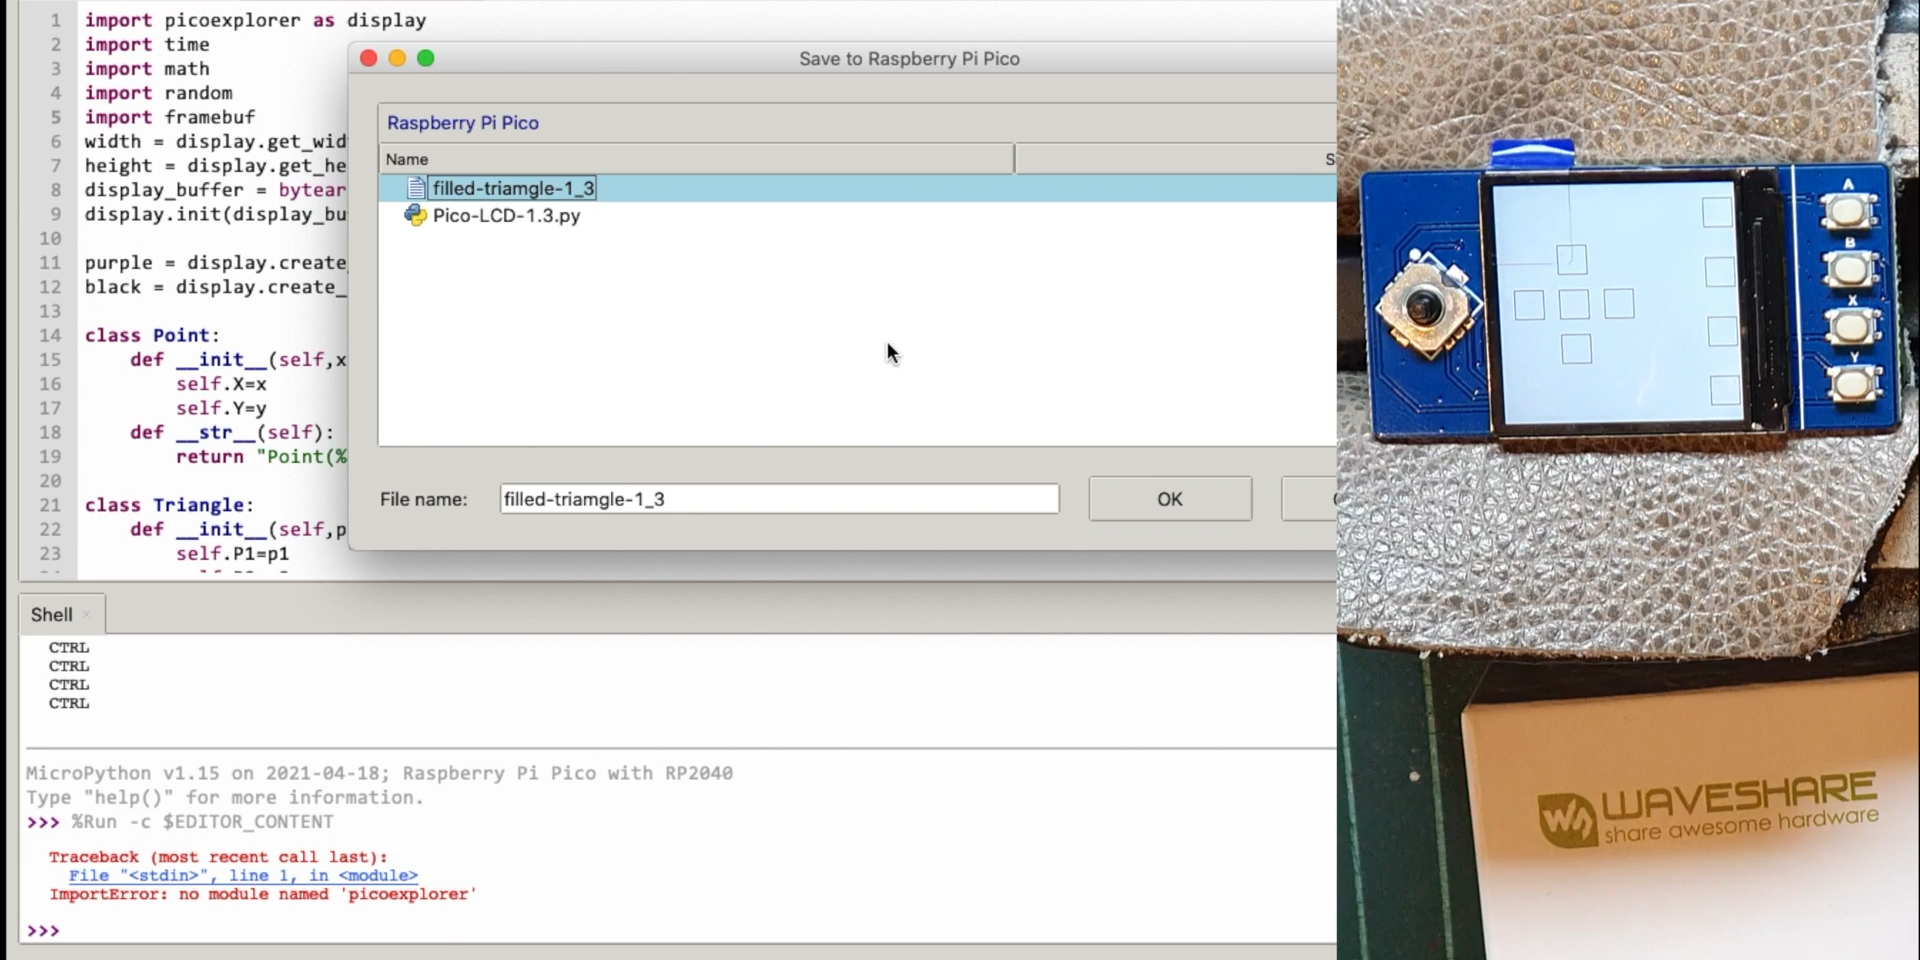 1 import picoexplorer as display
2 import time
3 import math
4 import random
5 import framebuf
6 width = display.get_wid
7 height = display.get_he
8 display_buffer = bytear
9 display.init(display_bu
10
11 purple = display.create_
12 black = display.create_
13
14 class Point:
15 def __init__(self,x
16 self.X=x
17 self.Y=y
18 def __str__(self):
19 return "Point(%
20
21 class Triangle:
22 def __init__(self,p
23 self.P1=p1
Save to Raspberry Pi Pico
Raspberry Pi Pico
Name S
filled-triamgle-1_3
Pico-LCD-1.3.py
File name: filled-triamgle-1_3 OK
Shell
CTRL
CTRL
CTRL
CTRL
MicroPython v1.15 on 2021-04-18; Raspberry Pi Pico with RP2040
Type "help()" for more information.
>>> %Run -c $EDITOR_CONTENT
Traceback (most recent call last):
File "<stdin>", line 1, in <module>
ImportError: no module named 'picoexplorer'
>>>
A
B
X
Y
WAVESHARE
share awesome hardware